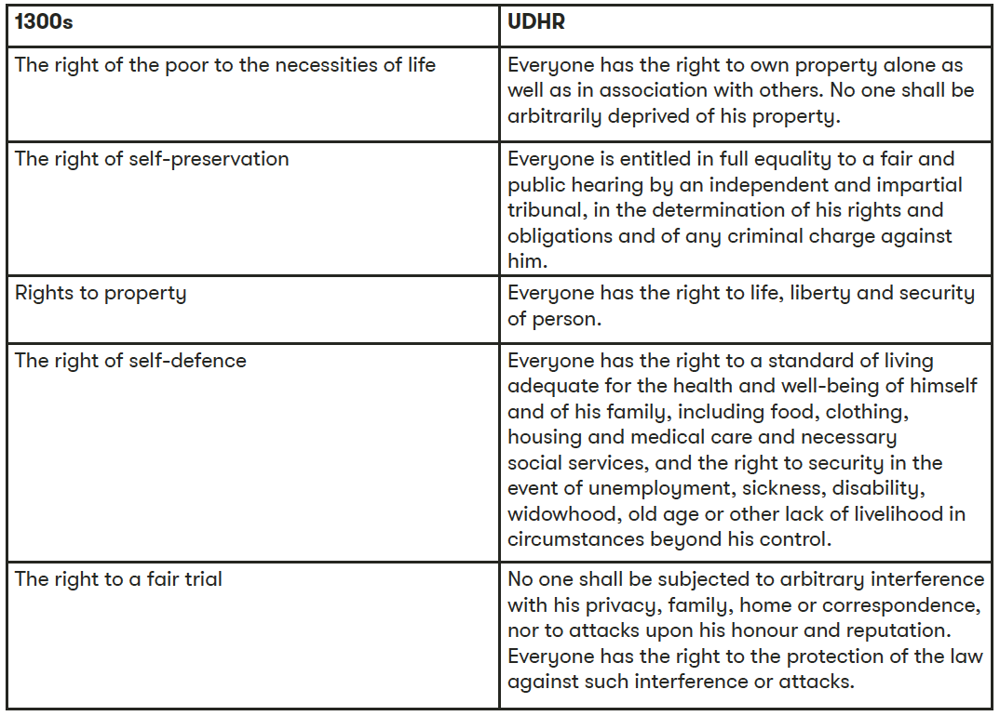 1300s
UDHR
The right of the poor to the necessities of life
Everyone has the right to own property alone as
well as in association with others. No one shall be
arbitrarily deprived of his property.
The right of self-preservation
Everyone is entitled in full equality to a fair and
public hearing by an independent and impartial
tribunal, in the determination of his rights and
obligations and of any criminal charge against
him.
Rights to property
Everyone has the right to life, liberty and security
of person.
The right of self-defence
Everyone has the right to a standard of living
adequate for the health and well-being of himself
and of his family, including food, clothing,
housing and medical care and necessary
social services, and the right to security in the
event of unemployment, sickness, disability,
widowhood, old age or other lack of livelihood in
circumstances beyond his control.
The right to a fair trial
No one shall be subjected to arbitrary interference
with his privacy, family, home or correspondence,
nor to attacks upon his honour and reputation.
Everyone has the right to the protection of the law
against such interference or attacks.